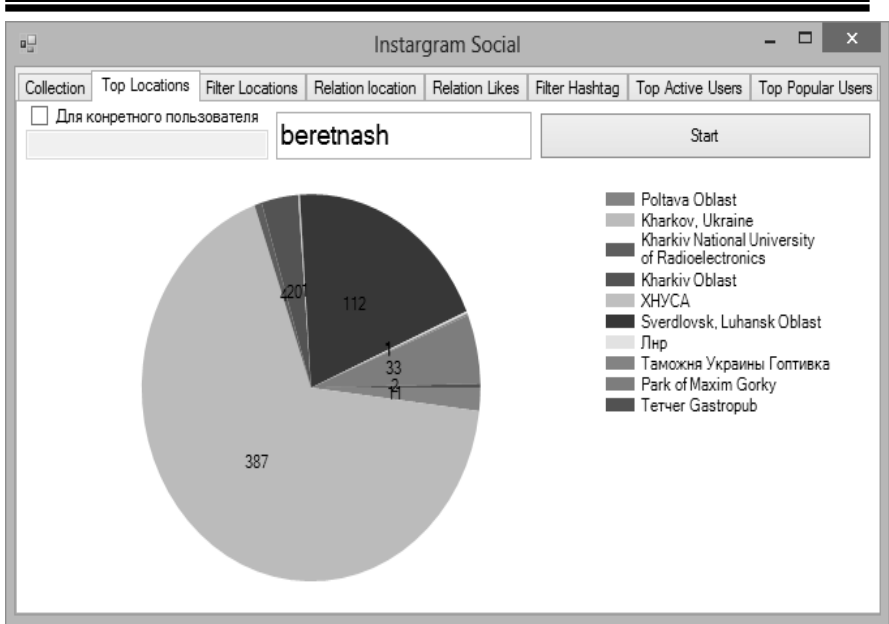 Instargram Social
Collection Top Locations Filter Locations Relation location Relation Likes Filter Hashtag Top Active Users Top Popular Users
Для конретного пользователя
beretnash
Start
Poltava Oblast
Kharkov, Ukraine
Kharkiv National University
of Radioelectronics
Kharkiv Oblast
ХНУСА
Sverdlovsk, Luhansk Oblast
Лнр
Таможня Украины Гоптивка
Park of Maxim Gorky
Тетчer Gastropub
112
33
2
387